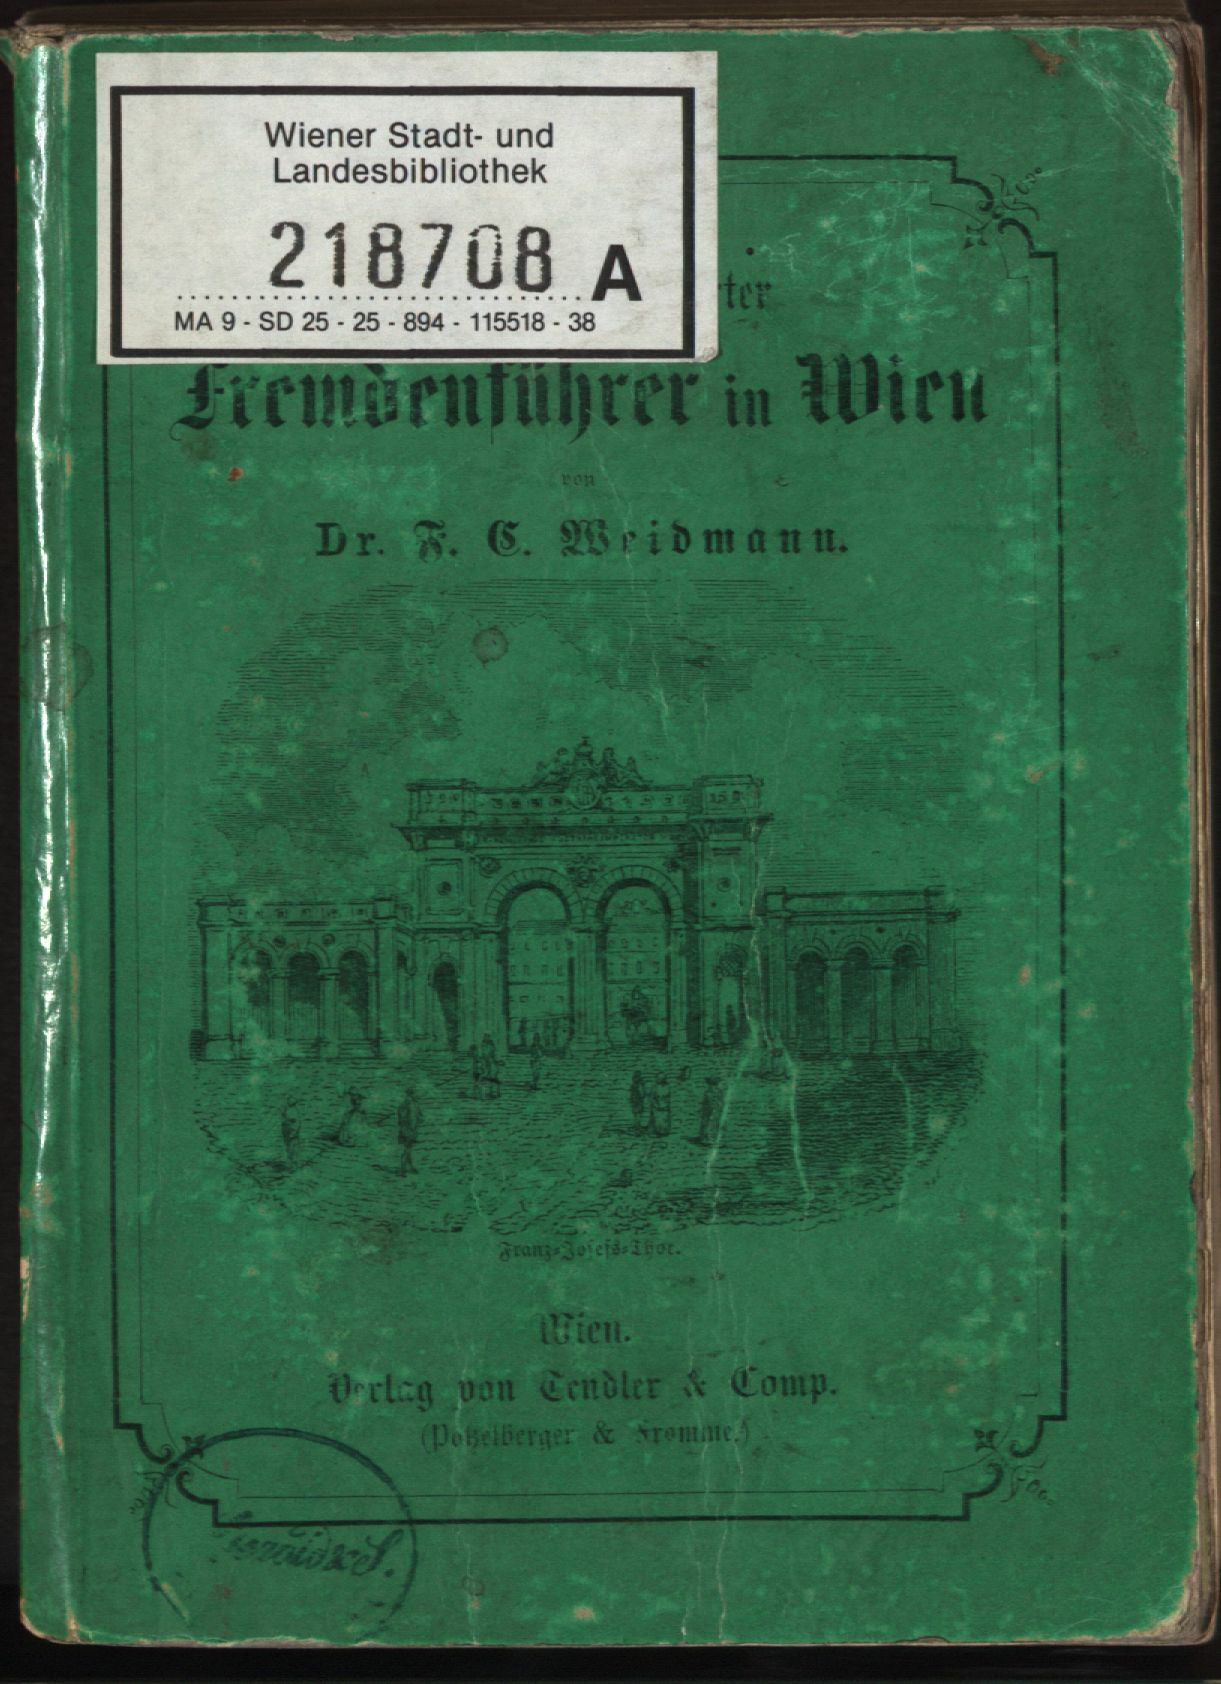 Wiener Stadt- und
Landesbibliothek
218708 A
MA 9 - SD 25 - 25 - 894 - 115518 - 38
Fremdenführer in Wien
von
Dr. F. C. Weidmann.
Franz-Josefs-Thor.
Wien.
Verlag von Tendler & Comp.
(Potzelberger & Fromme.)